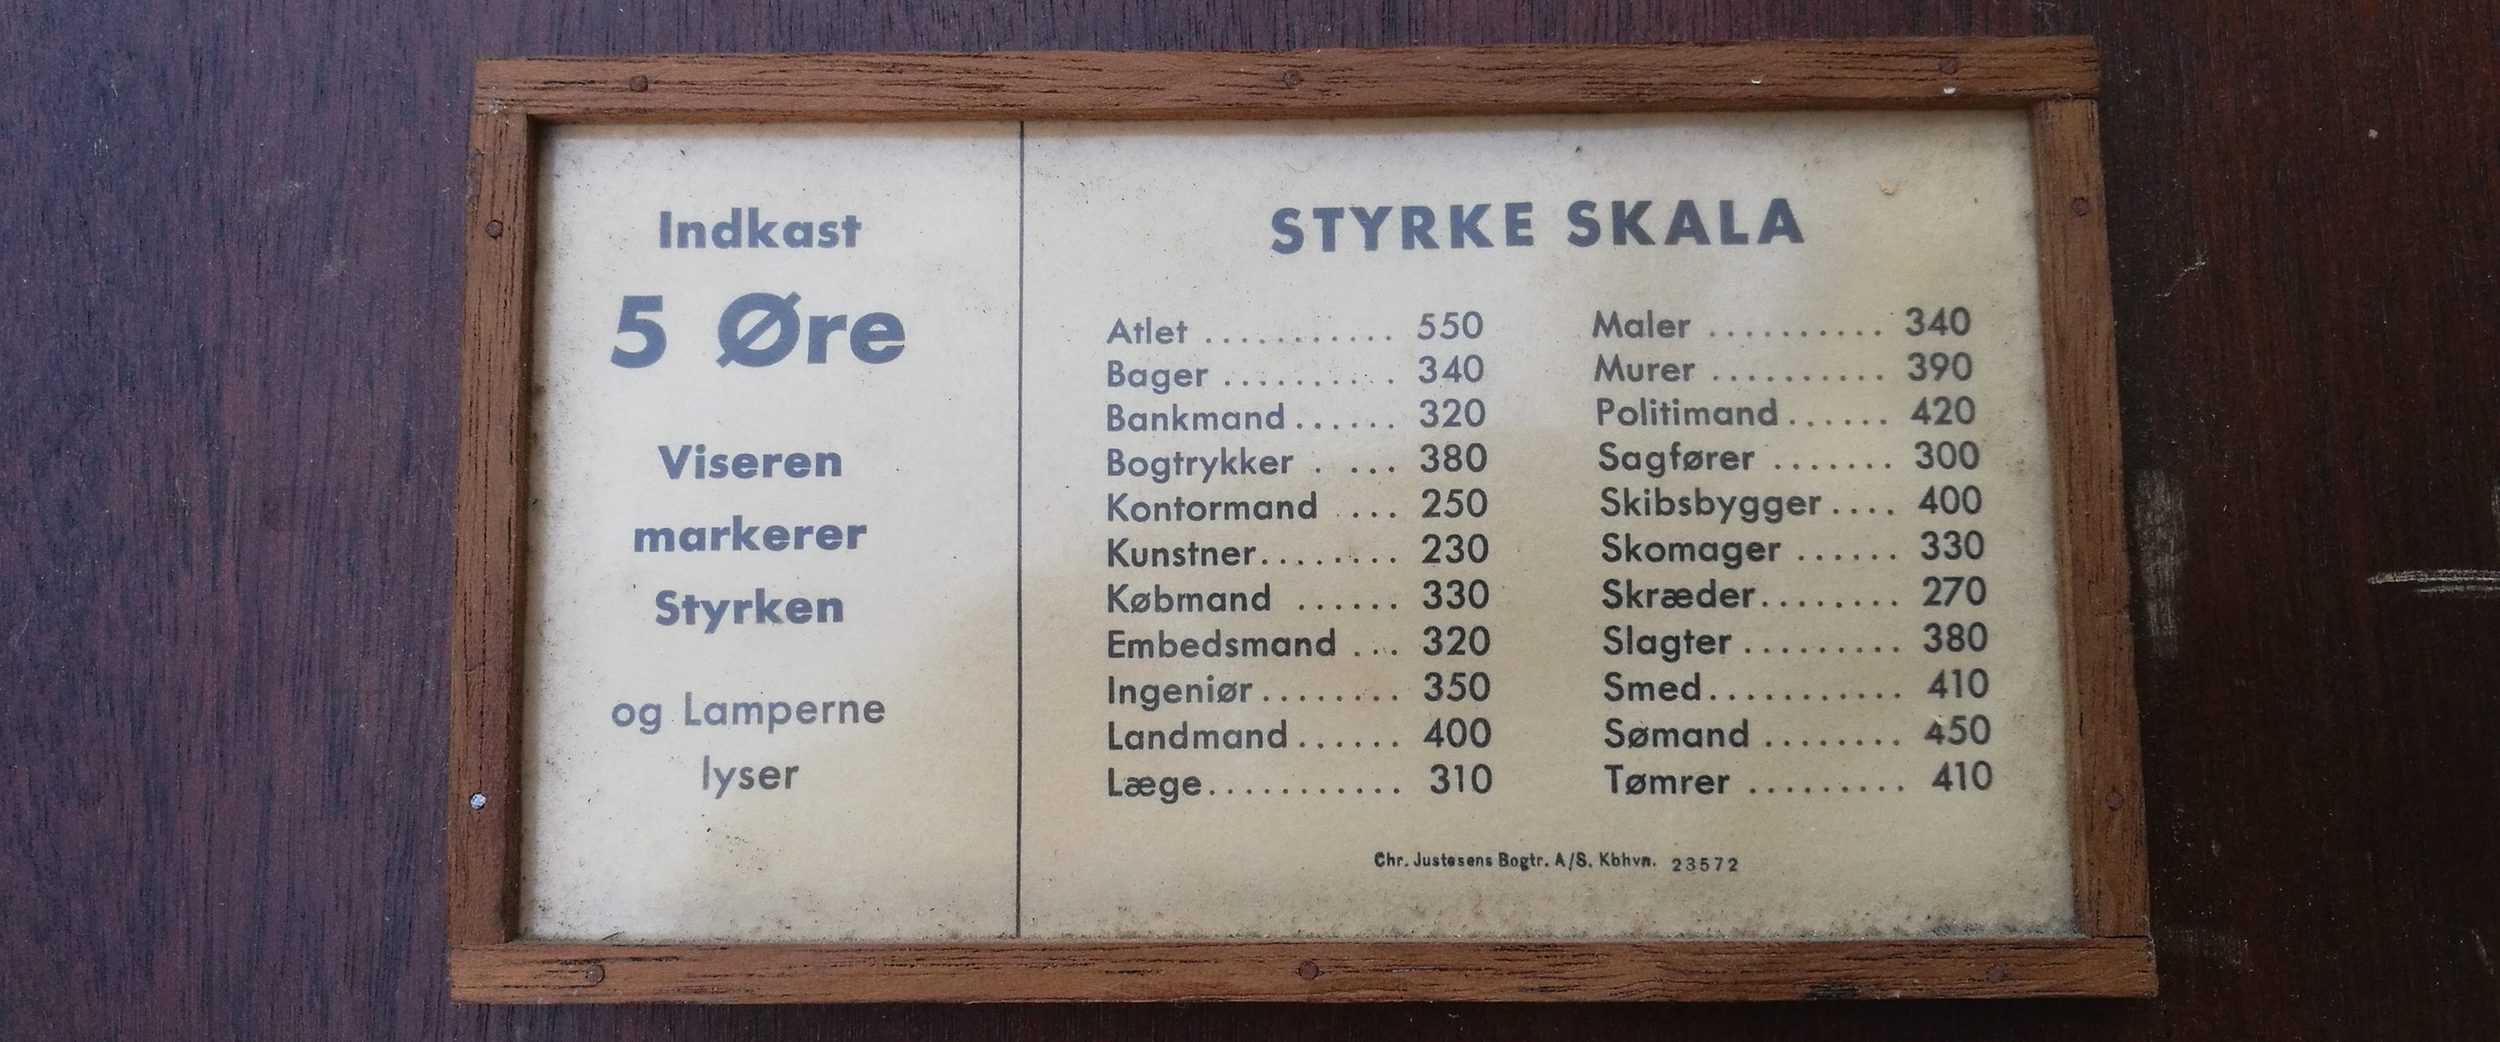 Indkast
5 Øre
Viseren
markerer
Styrken
og Lamperne
lyser
STYRKE SKALA
Atlet ........... 550
Bager .......... 340
Bankmand ...... 320
Bogtrykker . ... 380
Kontormand .... 250
Kunstner........ 230
Købmand ...... 330
Embedsmand ... 320
Ingeniør........ 350
Landmand ...... 400
Læge........... 310
Maler .......... 340
Murer .......... 390
Politimand...... 420
Sagfører ....... 300
Skibsbygger.... 400
Skomager ...... 330
Skræder........ 270
Slagter ......... 380
Smed........... 410
Sømand ........ 450
Tømrer ......... 410
Chr. Justesens Bogtr. A/S. Kbhvn. 23572